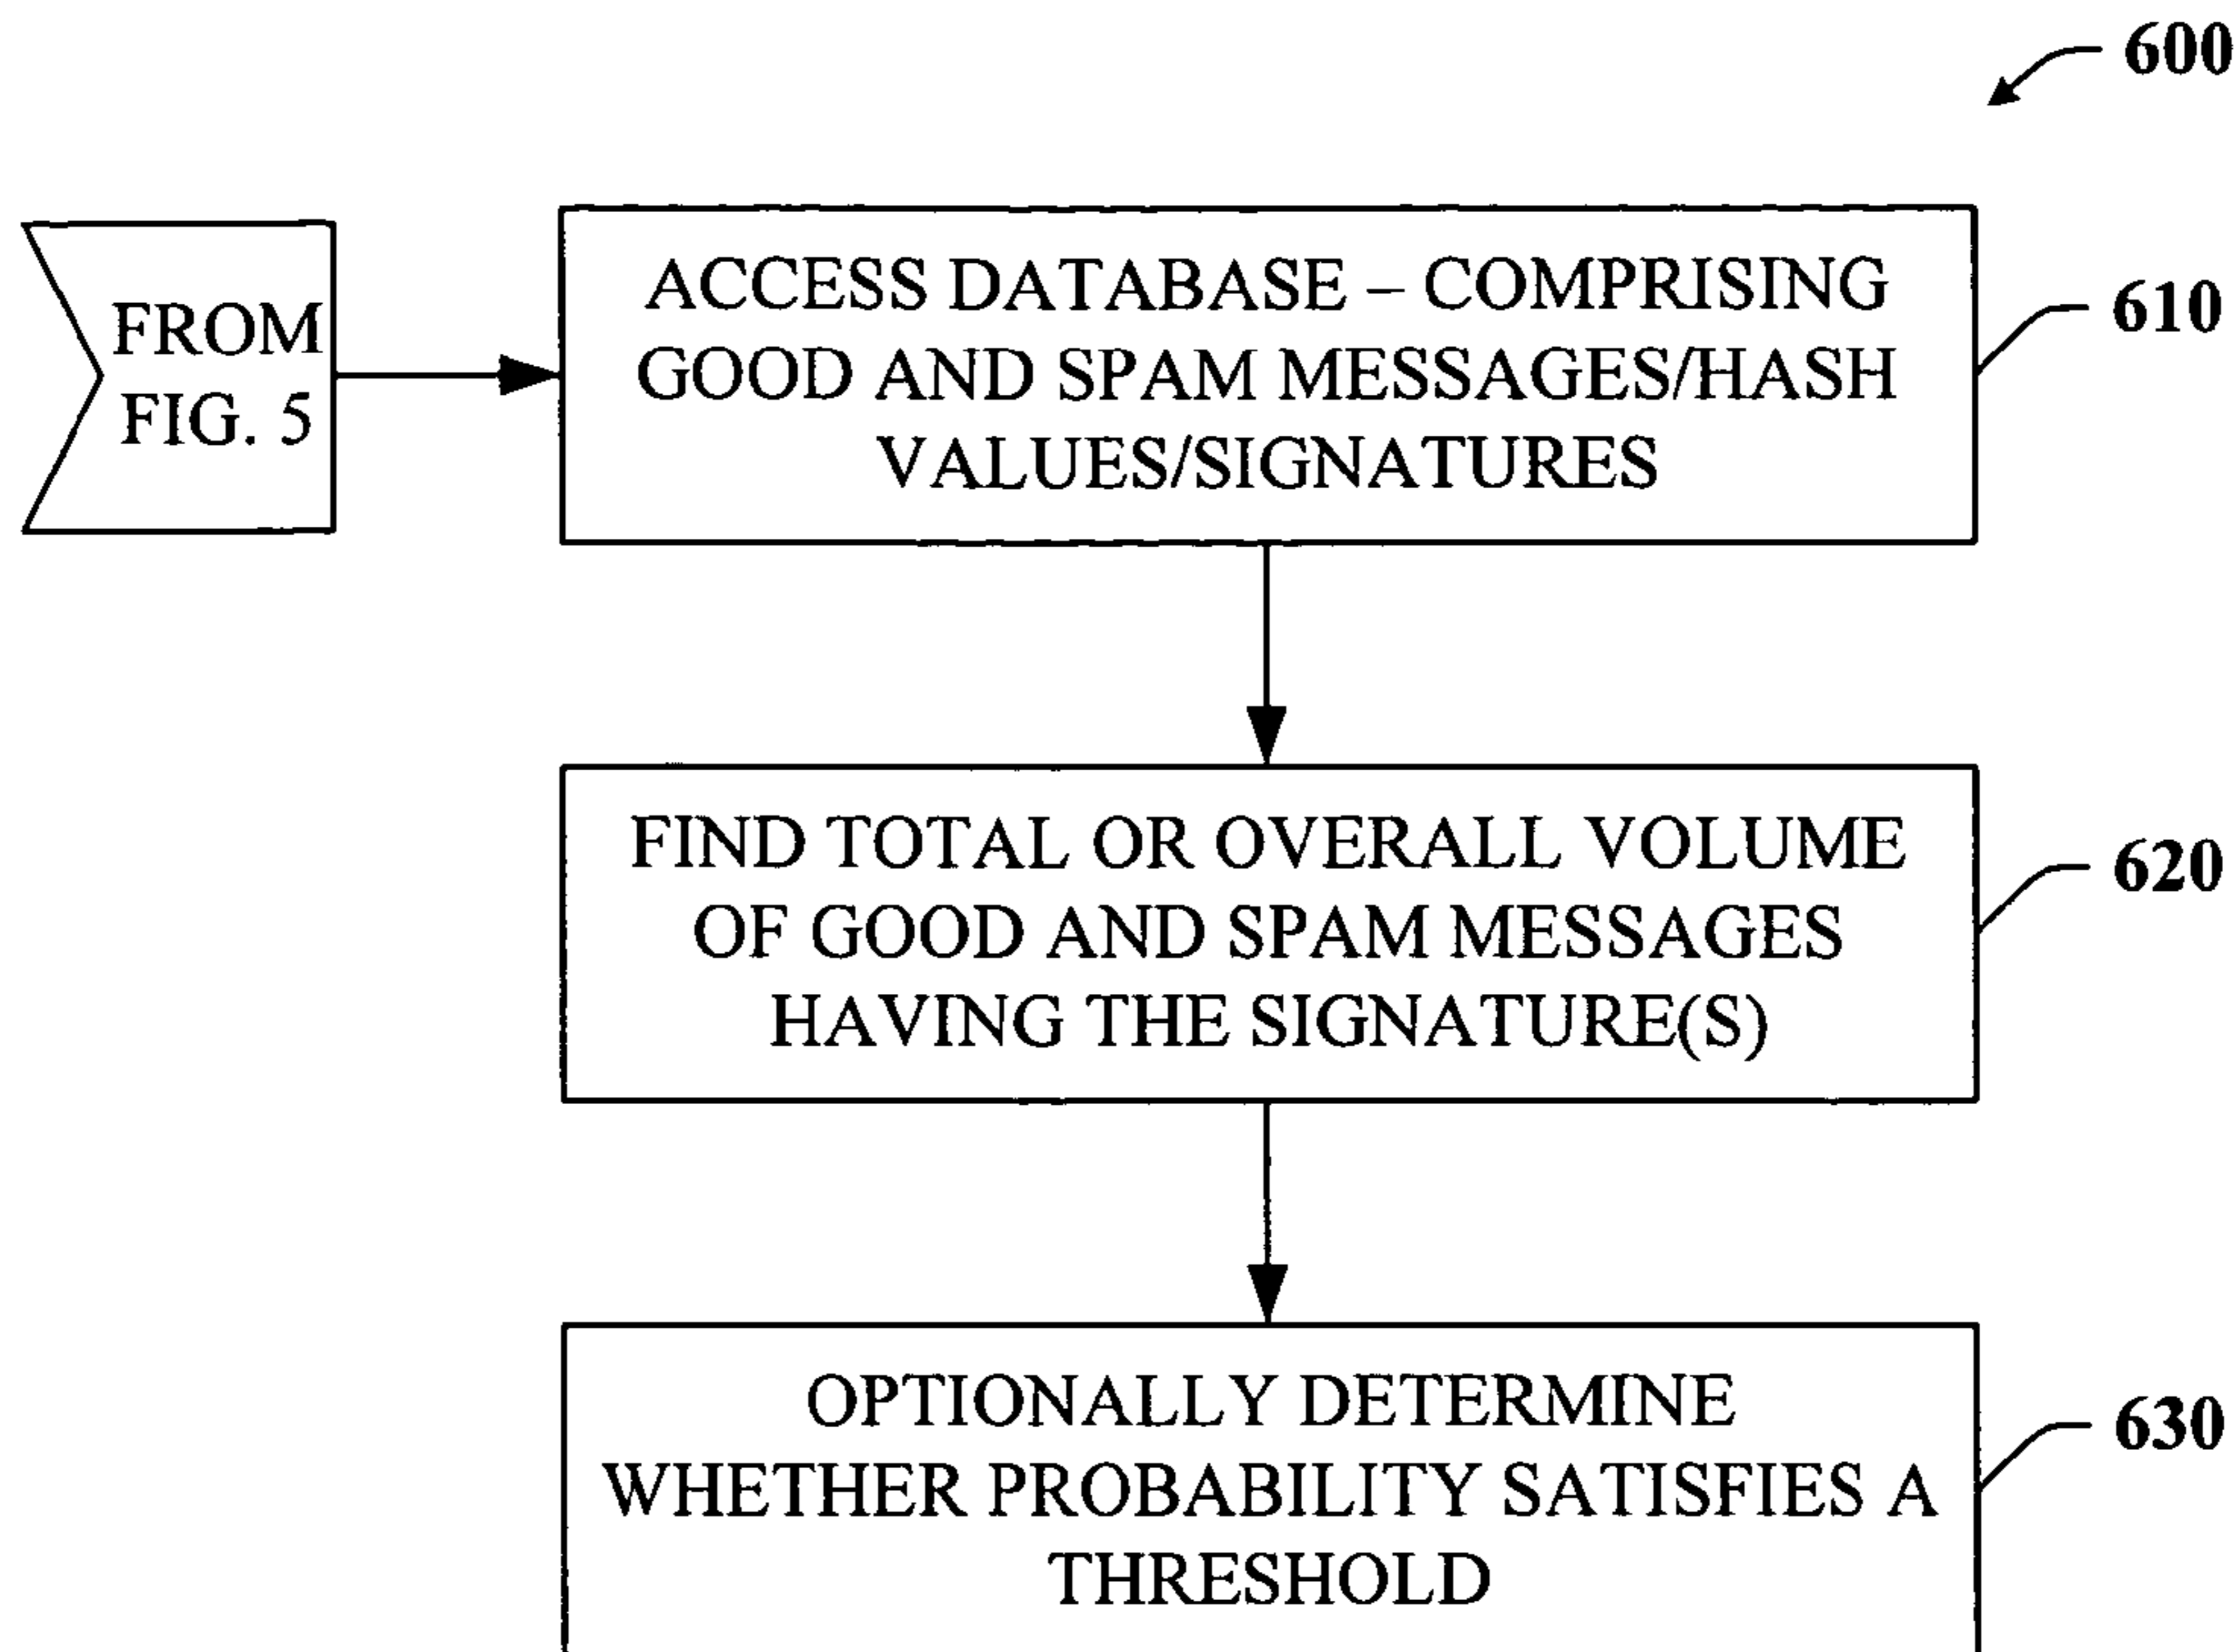 600
FROM
FIG. 5
ACCESS DATABASE – COMPRISING
GOOD AND SPAM MESSAGES/HASH
VALUES/SIGNATURES
610
FIND TOTAL OR OVERALL VOLUME
OF GOOD AND SPAM MESSAGES
HAVING THE SIGNATURE(S)
620
OPTIONALLY DETERMINE
WHETHER PROBABILITY SATISFIES A
THRESHOLD
630